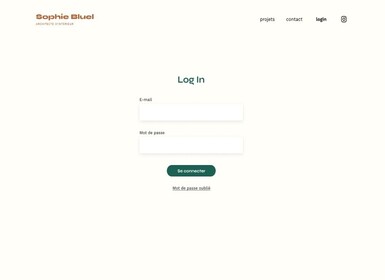 Sophie Bluel
ARCHITECTE D'INTÉRIEUR
projets
contact
login
Log In
E-mail
Mot de passe
Se connecter
Mot de passe oublié